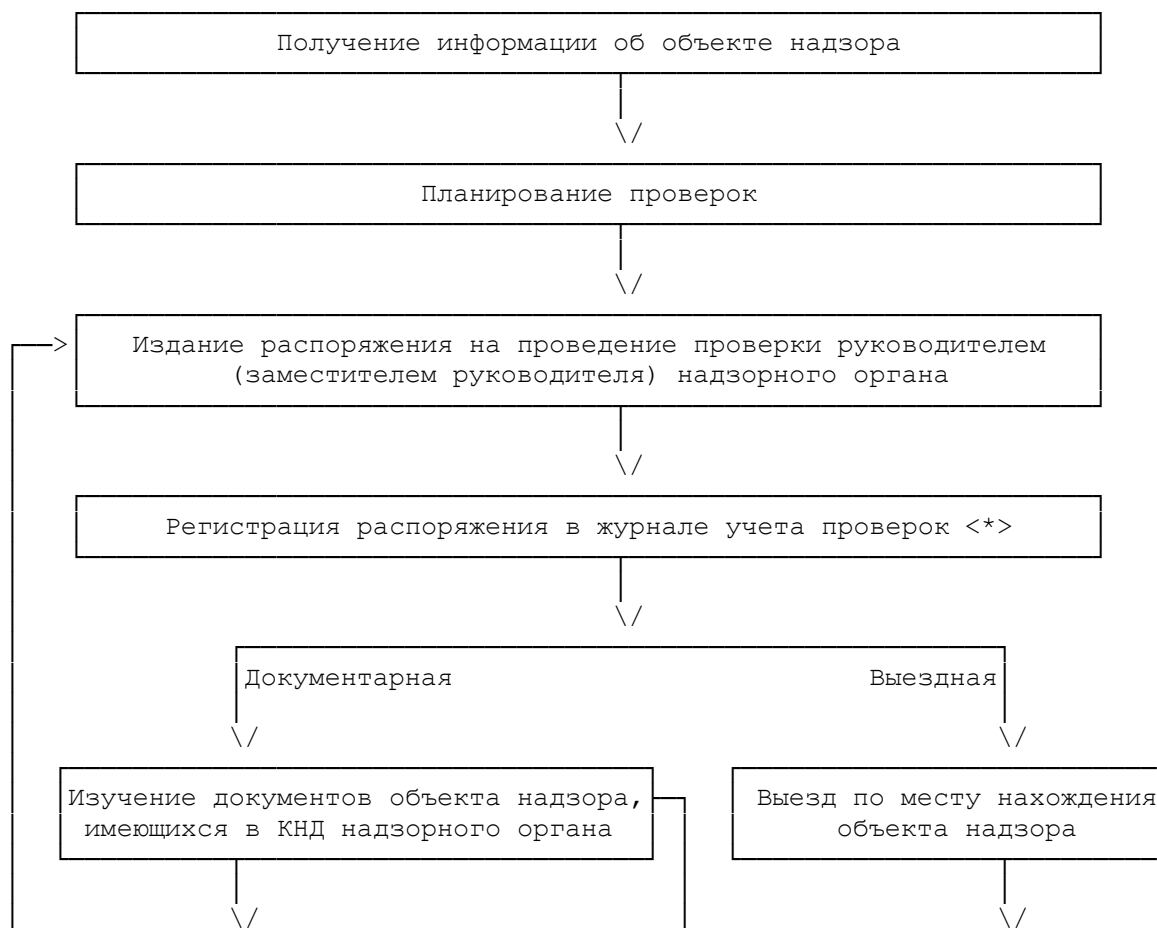 Получение информации об объекте надзора
Планирование проверок
Издание распоряжения на проведение проверки руководителем
(заместителем руководителя) надзорного органа
Регистрация распоряжения в журнале учета проверок <*>
Документарная
Выездная
Изучение документов объекта надзора,
имеющихся в КНД надзорного органа
Выезд по месту нахождения
объекта надзора